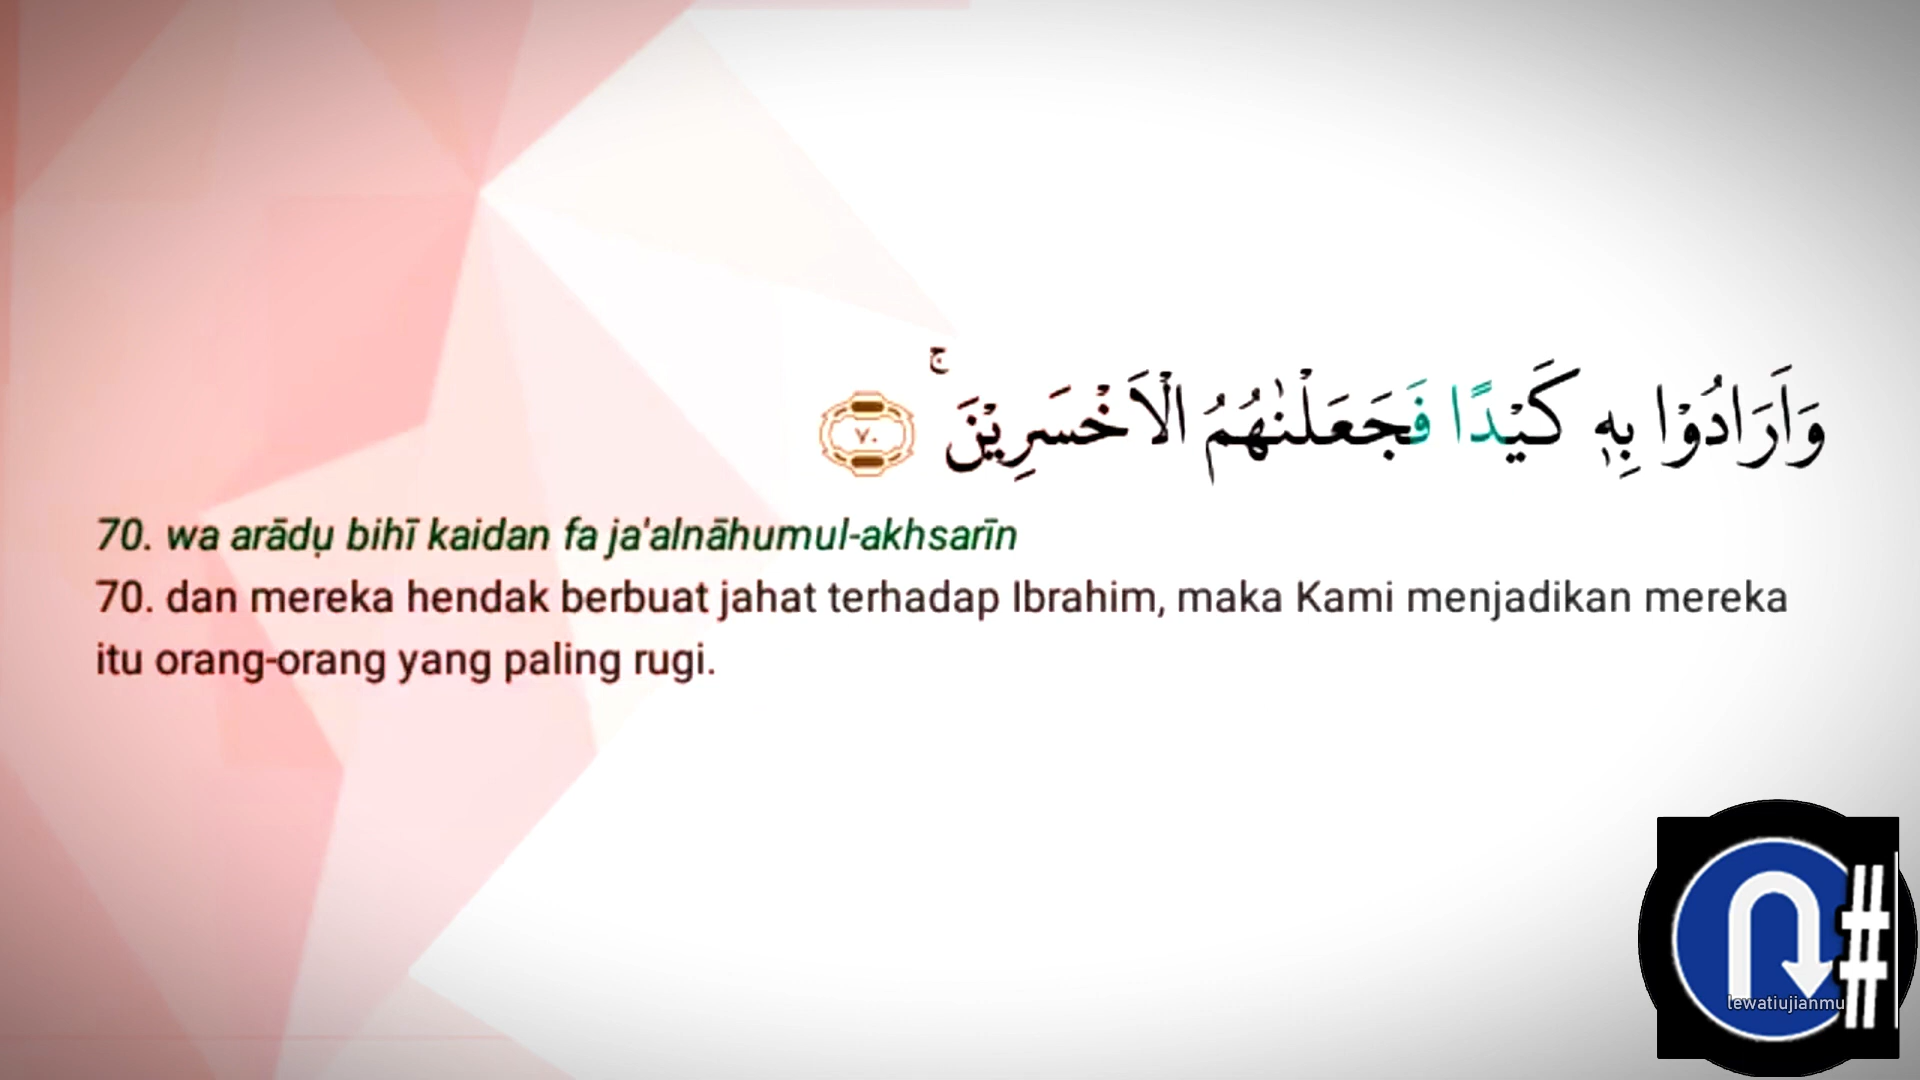 وَاَرَادُوْا بِهٖ كَيْدًا فَجَعَلْنٰهُمُ الْاَخْسَرِيْنَ ۚ ٧٠
70. wa arādụ bihī kaidan fa ja'alnāhumul-akhsarīn
70. dan mereka hendak berbuat jahat terhadap Ibrahim, maka Kami menjadikan mereka
itu orang-orang yang paling rugi.
#
lewatiujianmu
#